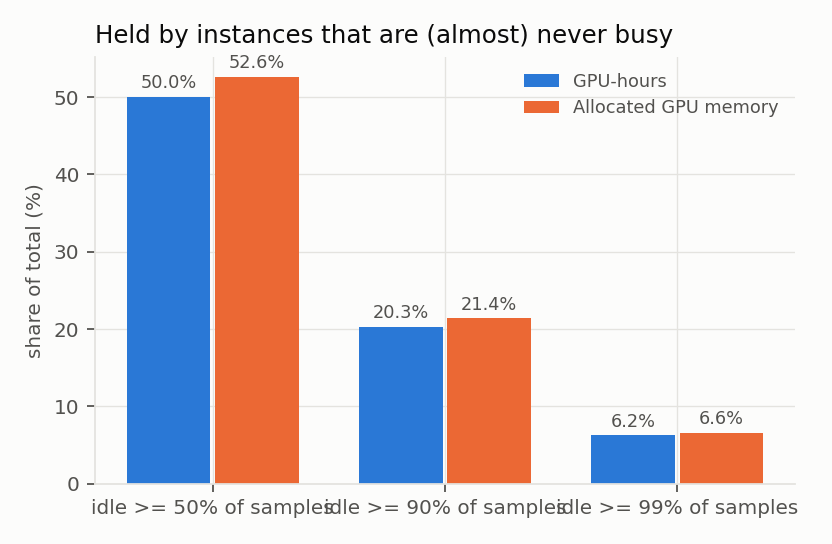 Held by instances that are (almost) never busy
GPU-hours
Allocated GPU memory
share of total (%)
50
40
30
20
10
0
50.0%
52.6%
20.3%
21.4%
6.2%
6.6%
idle >= 50% of samples
idle >= 90% of samples
idle >= 99% of samples